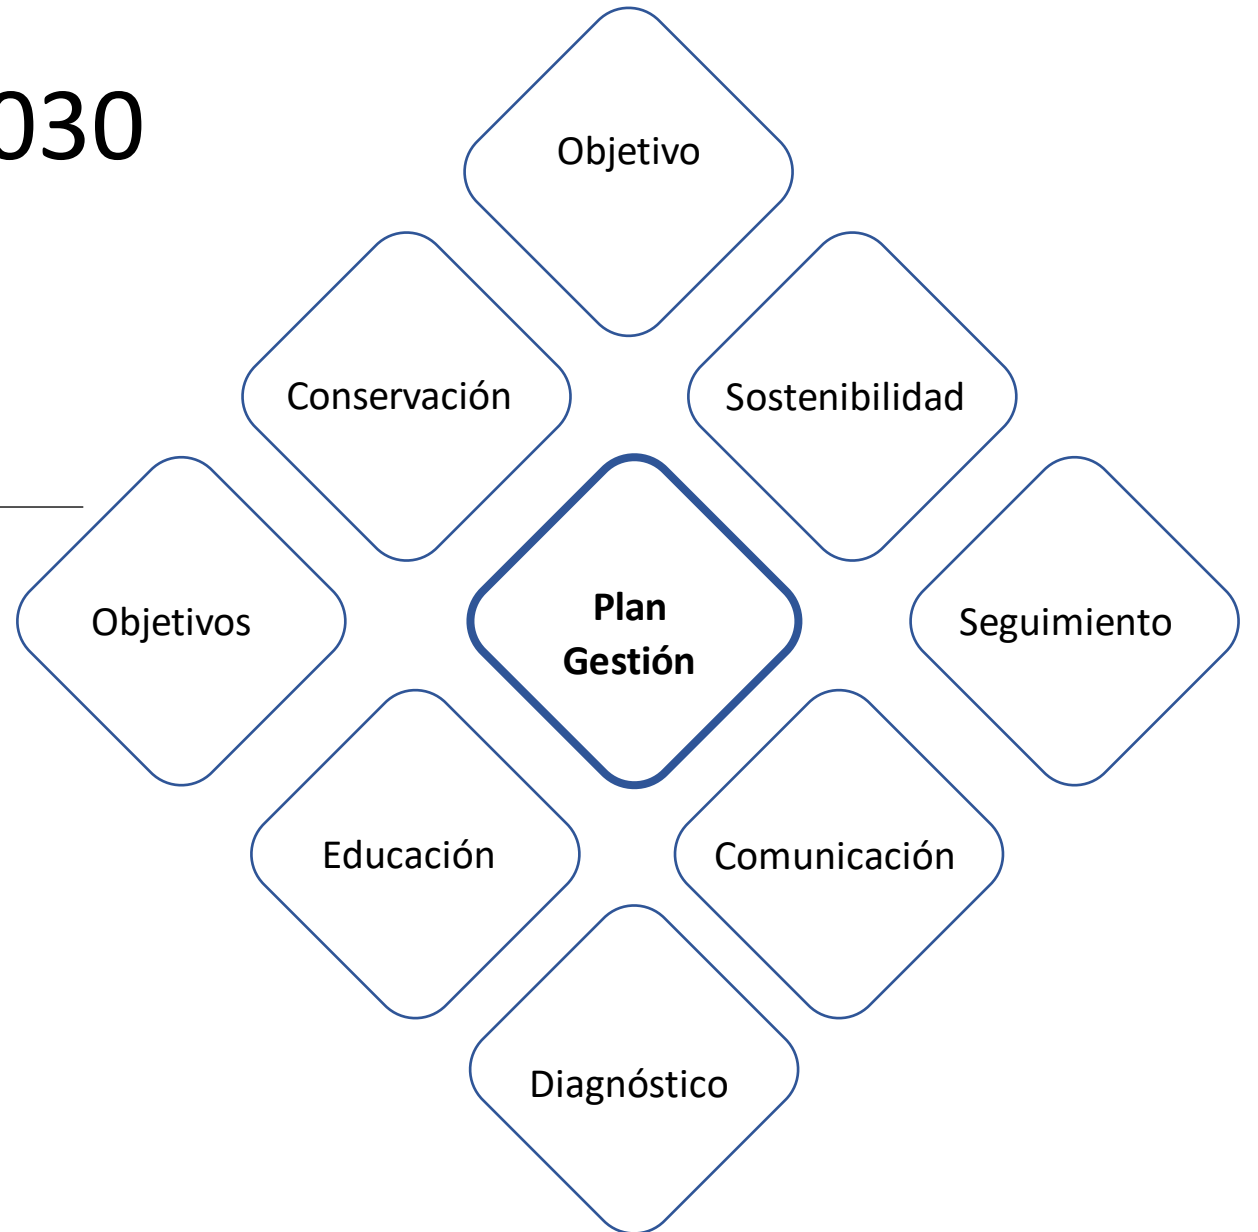 030
Objetivo
Conservación
Sostenibilidad
Objetivos
Plan
Gestión
Seguimiento
Educación
Comunicación
Diagnóstico